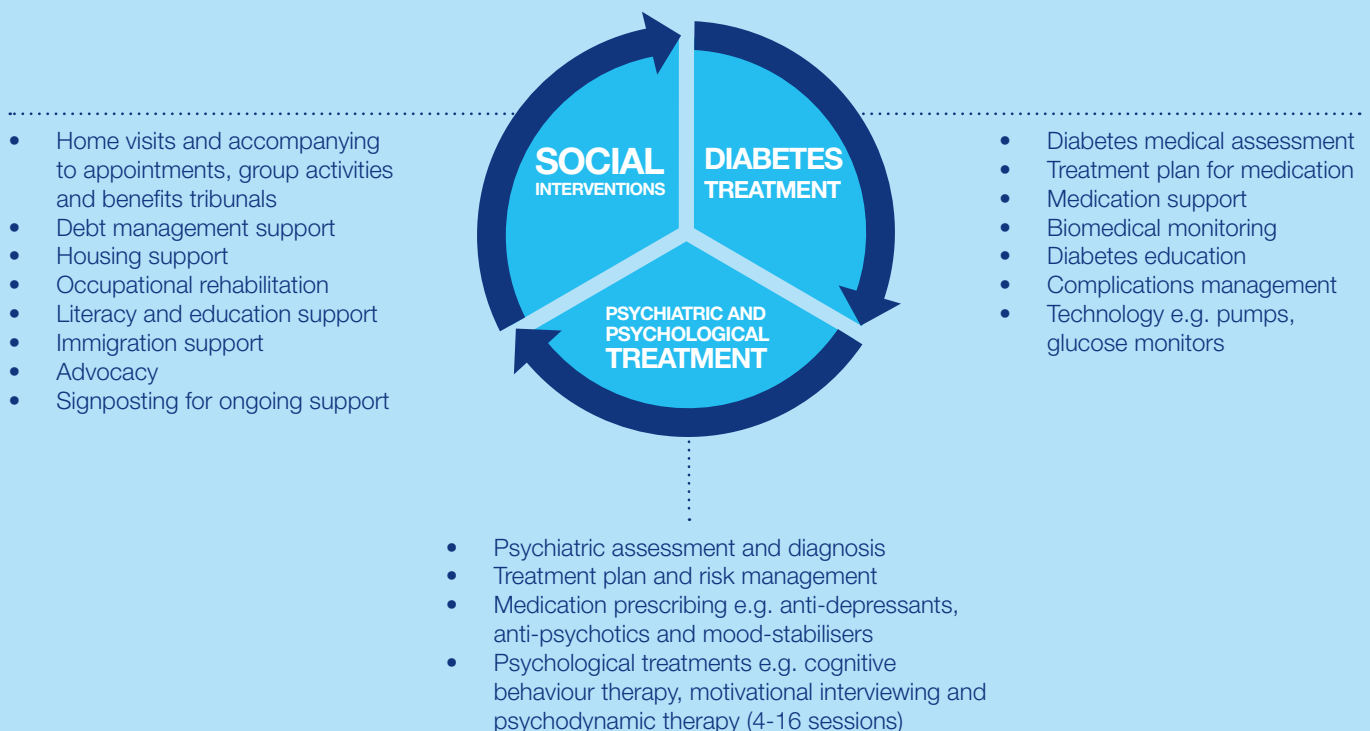 SOCIAL
INTERVENTIONS
DIABETES
TREATMENT
PSYCHIATRIC AND
PSYCHOLOGICAL
TREATMENT
• Home visits and accompanying
to appointments, group activities
and benefits tribunals
• Debt management support
• Housing support
• Occupational rehabilitation
• Literacy and education support
• Immigration support
• Advocacy
• Signposting for ongoing support
• Diabetes medical assessment
• Treatment plan for medication
• Medication support
• Biomedical monitoring
• Diabetes education
• Complications management
• Technology e.g. pumps,
glucose monitors
• Psychiatric assessment and diagnosis
• Treatment plan and risk management
• Medication prescribing e.g. anti-depressants,
anti-psychotics and mood-stabilisers
• Psychological treatments e.g. cognitive
behaviour therapy, motivational interviewing and
psychodynamic therapy (4-16 sessions)